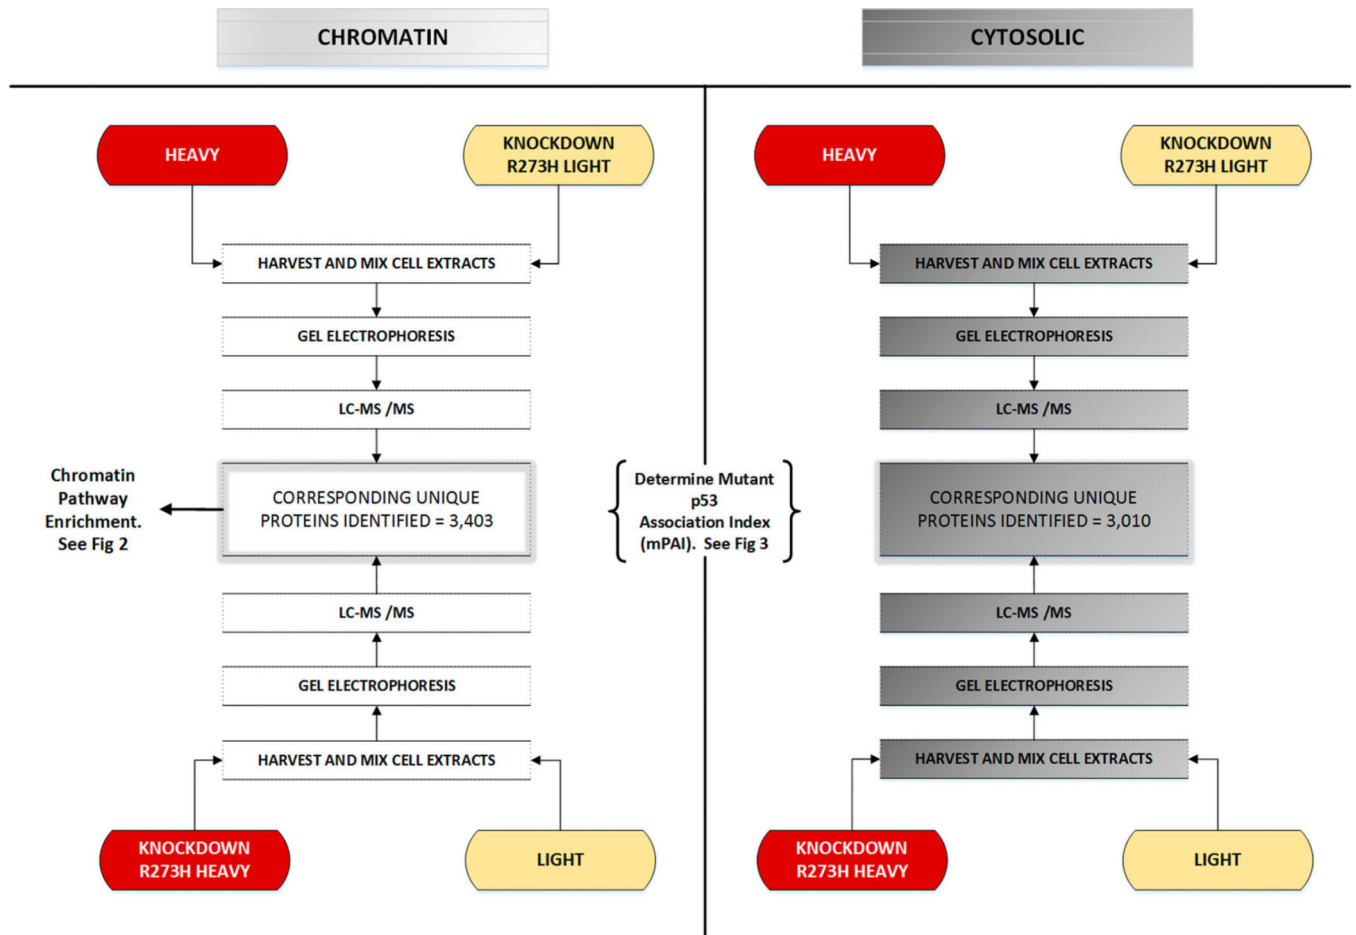 CHROMATIN
CYTOSOLIC
HEAVY
KNOCKDOWN
R273H LIGHT
HEAVY
KNOCKDOWN
R273H LIGHT
HARVEST AND MIX CELL EXTRACTS
HARVEST AND MIX CELL EXTRACTS
GEL ELECTROPHORESIS
GEL ELECTROPHORESIS
LC-MS /MS
LC-MS /MS
Chromatin
Pathway
Enrichment.
See Fig 2
CORRESPONDING UNIQUE
PROTEINS IDENTIFIED = 3,403
Determine Mutant
p53
Association Index
(mPAI). See Fig 3
CORRESPONDING UNIQUE
PROTEINS IDENTIFIED = 3,010
LC-MS /MS
LC-MS /MS
GEL ELECTROPHORESIS
GEL ELECTROPHORESIS
HARVEST AND MIX CELL EXTRACTS
HARVEST AND MIX CELL EXTRACTS
KNOCKDOWN
R273H HEAVY
LIGHT
KNOCKDOWN
R273H HEAVY
LIGHT